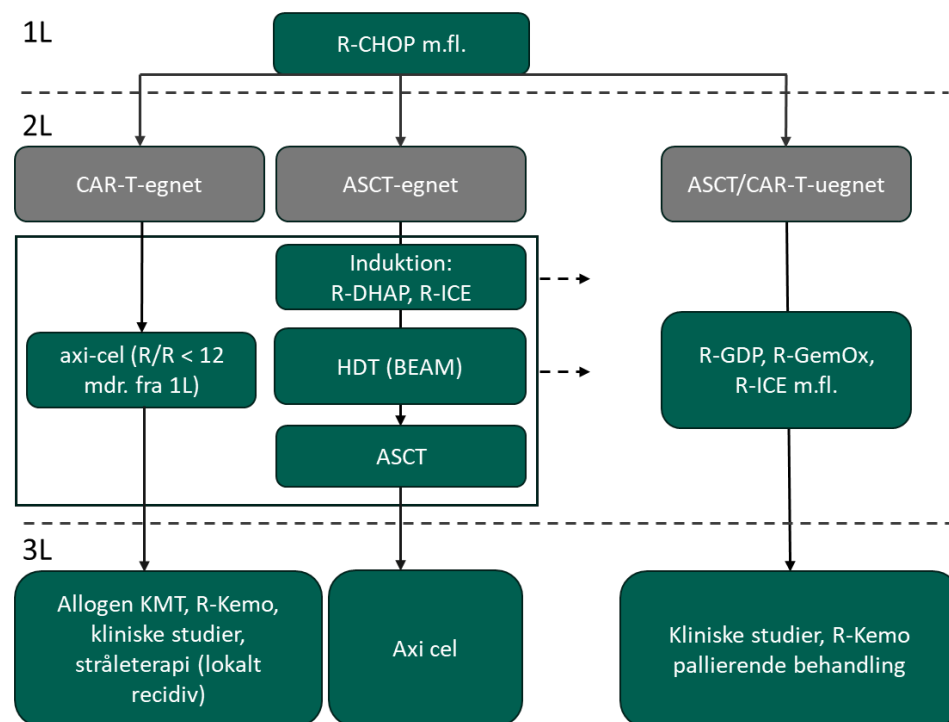 1L
R-CHOP m.fl.
2L
CAR-T-egnet
ASCT-egnet
ASCT/CAR-T-uegnet
Induktion:
R-DHAP, R-ICE
axi-cel (R/R < 12
mdr. fra 1L)
HDT (BEAM)
R-GDP, R-GemOx,
R-ICE m.fl.
ASCT
3L
Allogen KMT, R-Kemo,
kliniske studier,
stråleterapi (lokalt
recidiv)
Axi cel
Kliniske studier, R-Kemo
pallierende behandling